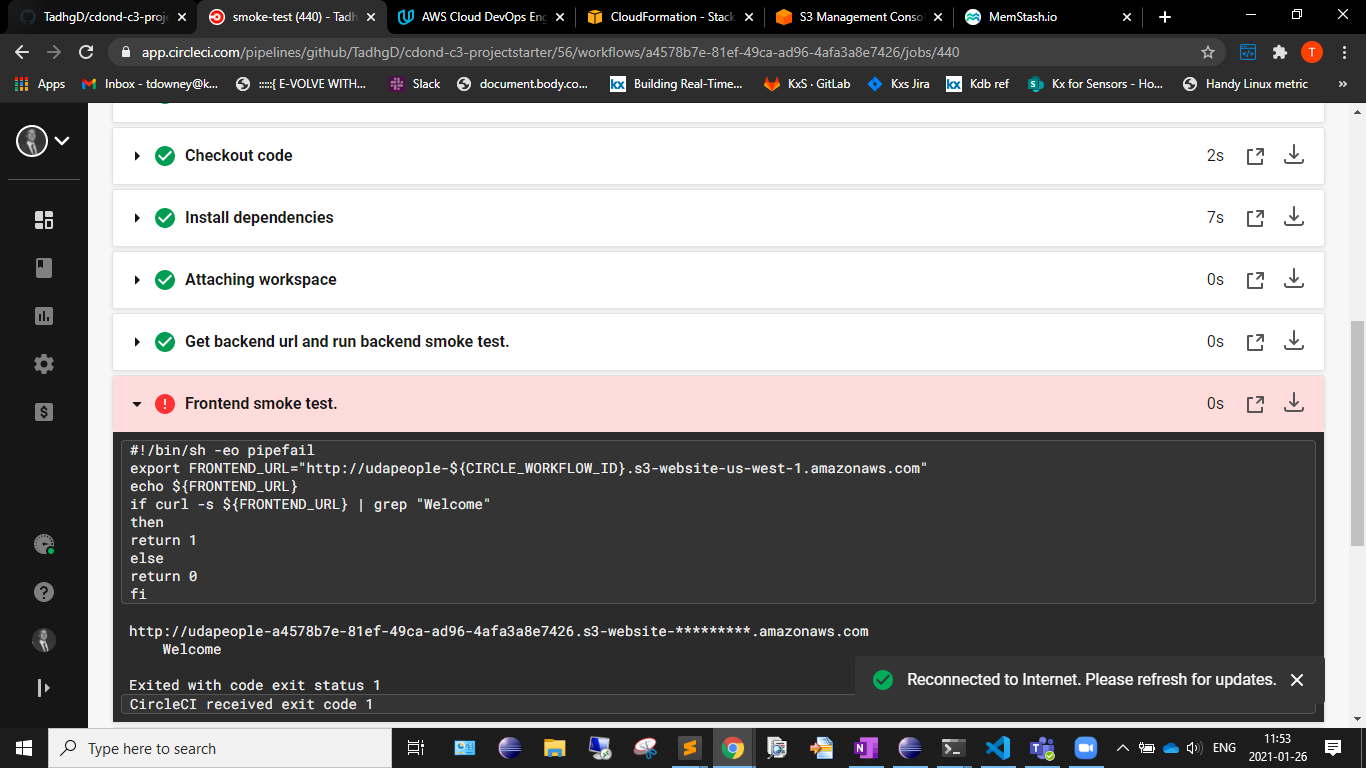 TadhgD/cdond-c3-proje
smoke-test (440) - Tadh
AWS Cloud DevOps Eng
CloudFormation - Stack
S3 Management Conso
MemStash.io
app.circleci.com/pipelines/github/TadhgD/cdond-c3-projectstarter/56/workflows/a4578b7e-81ef-49ca-ad96-4afa3a8e7426/jobs/440
T
Apps
Inbox - tdowney@k...
:::::{ E-VOLVE WITH...
Slack
document.body.co...
kx Building Real-Time...
KxS · GitLab
Kxs Jira
kx Kdb ref
Kx for Sensors - Ho...
Handy Linux metric
»
Checkout code 2s
Install dependencies 7s
Attaching workspace 0s
Get backend url and run backend smoke test. 0s
Frontend smoke test. 0s
#!/bin/sh -eo pipefail
export FRONTEND_URL="http://udapeople-${CIRCLE_WORKFLOW_ID}.s3-website-us-west-1.amazonaws.com"
echo ${FRONTEND_URL}
if curl -s ${FRONTEND_URL} | grep "Welcome"
then
return 1
else
return 0
fi
http://udapeople-a4578b7e-81ef-49ca-ad96-4afa3a8e7426.s3-website-*********.amazonaws.com
Welcome
Exited with code exit status 1
CircleCI received exit code 1
Reconnected to Internet. Please refresh for updates.
Type here to search
ENG
11:53
2021-01-26